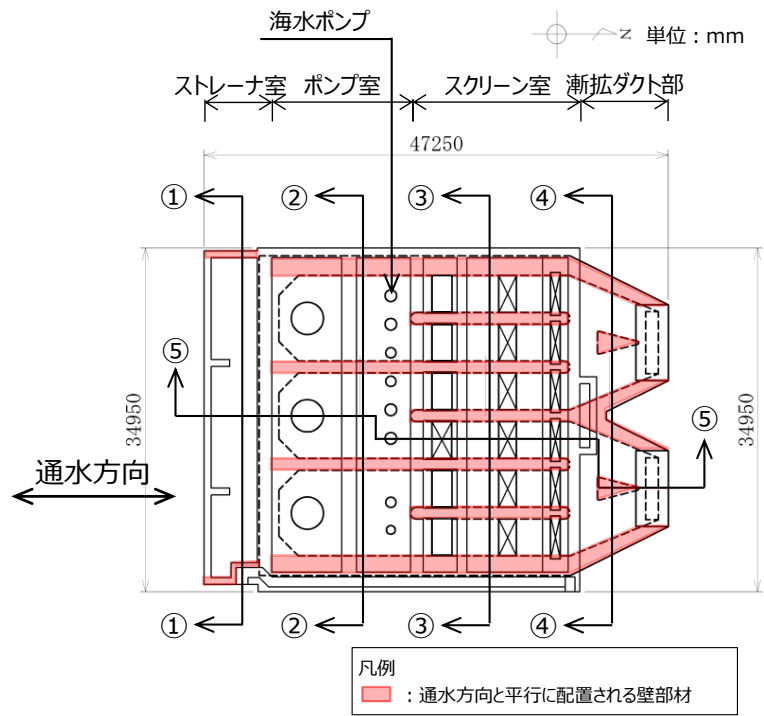 海水ポンプ
N 単位：mm
ストレーナ室 ポンプ室 スクリーン室 漸拡ダクト部
47250
① ② ③ ④
⑤
34950
34950
⑤
通水方向
① ② ③ ④
凡例
：通水方向と平行に配置される壁部材